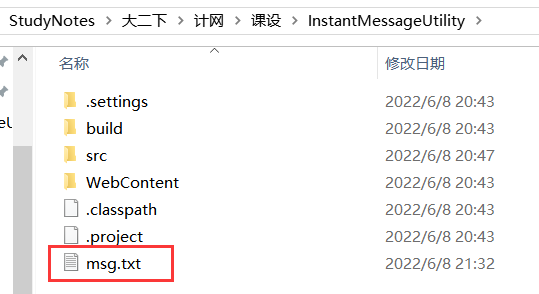 StudyNotes > 大二下 > 计网 > 课设 > InstantMessageUtility >
名称 修改日期
.settings 2022/6/8 20:43
build 2022/6/8 20:43
src 2022/6/8 20:47
WebContent 2022/6/8 20:43
.classpath 2022/6/8 20:43
.project 2022/6/8 20:43
msg.txt 2022/6/8 21:32